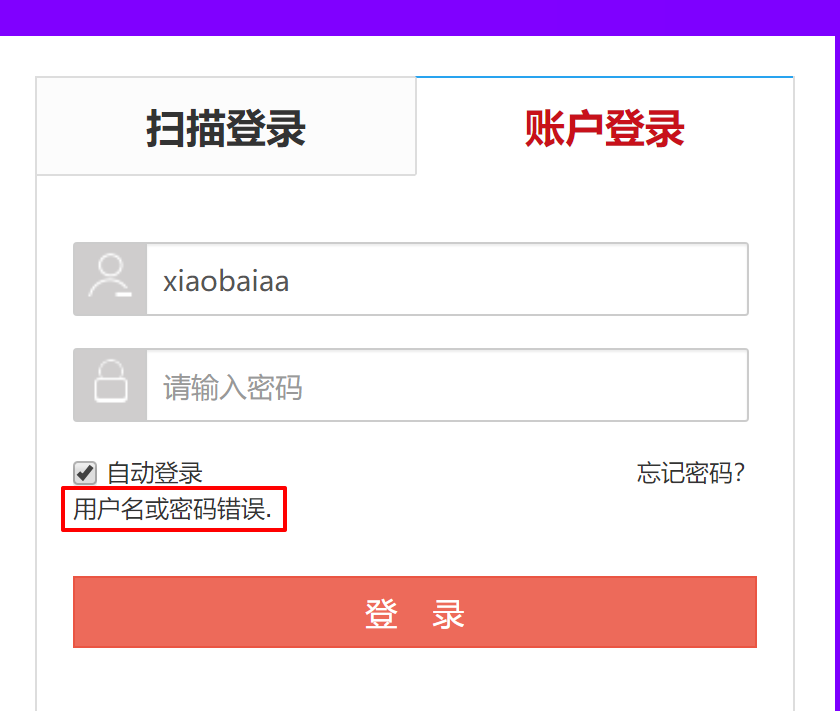 扫描登录
账户登录
xiaobaiaa
请输入密码
自动登录
忘记密码?
用户名或密码错误.
登 录